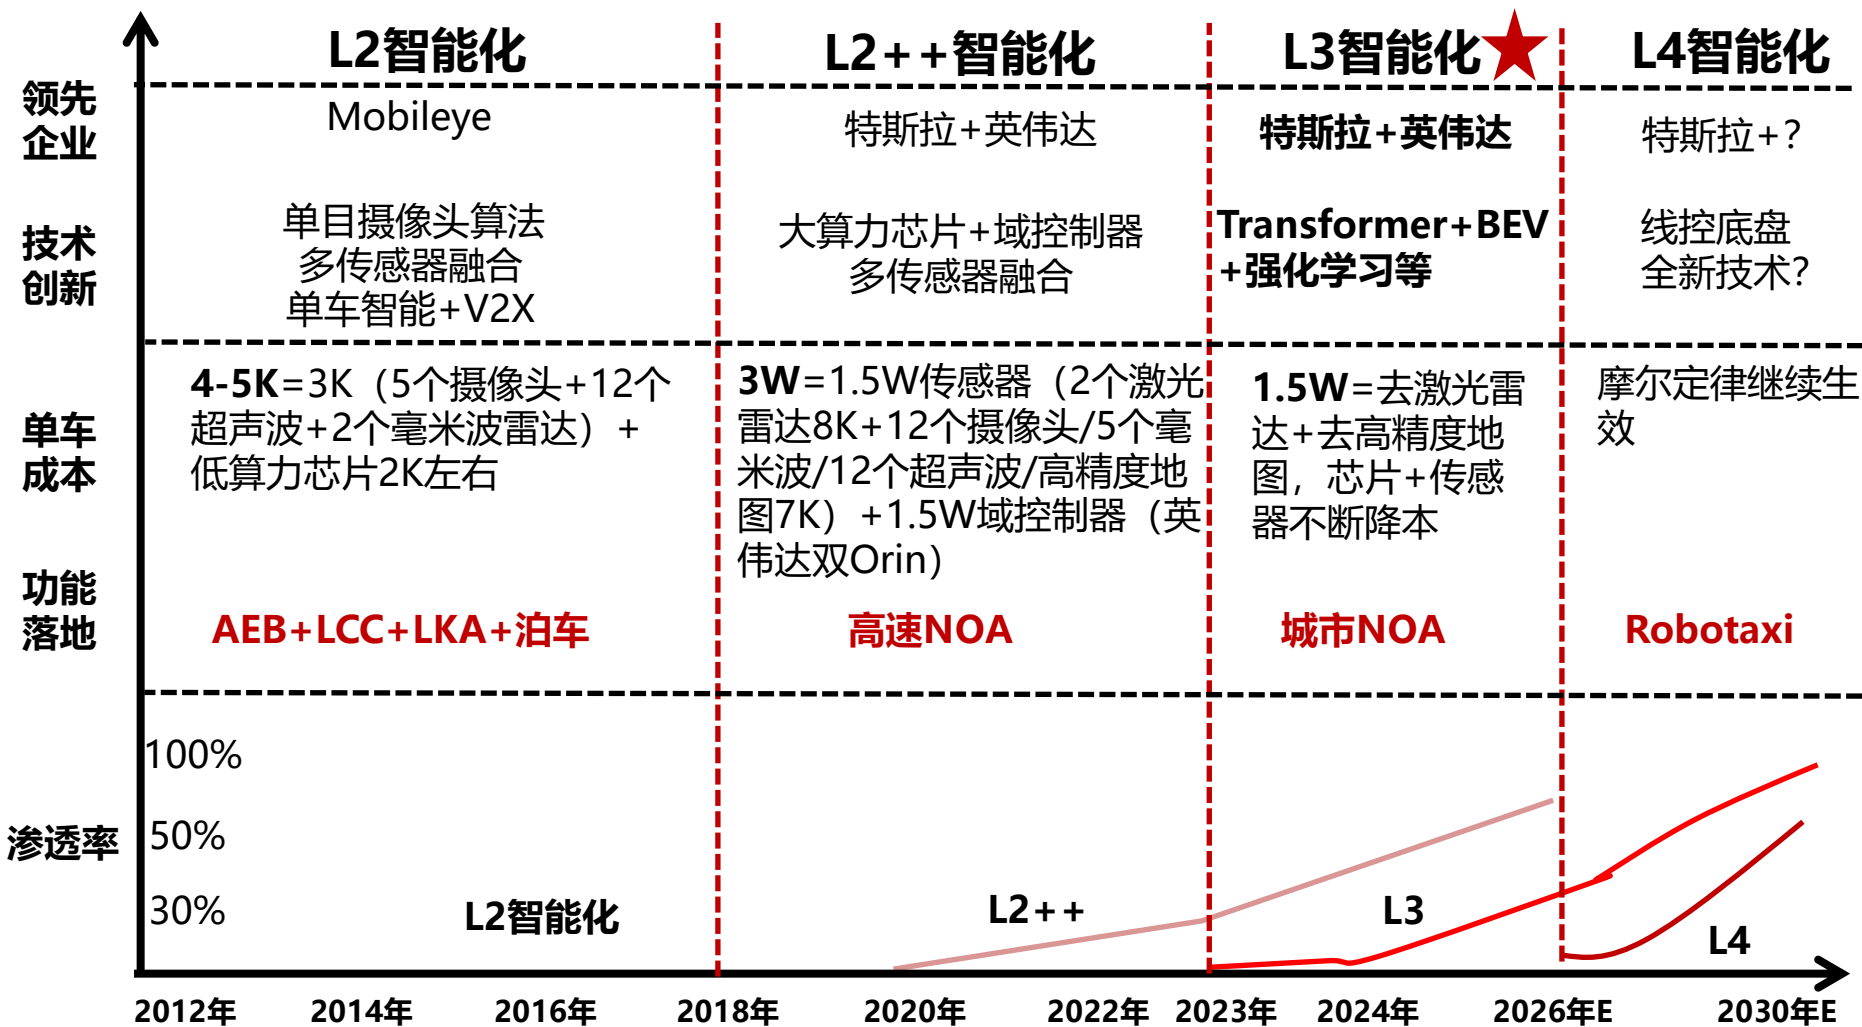 L2智能化
L2++智能化
L3智能化
L4智能化
领先
企业
Mobileye
特斯拉+英伟达
特斯拉+英伟达
特斯拉+?
技术
创新
单目摄像头算法
多传感器融合
单车智能+V2X
大算力芯片+域控制器
多传感器融合
Transformer+BEV
+强化学习等
线控底盘
全新技术?
单车
成本
4-5K=3K（5个摄像头+12个
超声波+2个毫米波雷达）+
低算力芯片2K左右
3W=1.5W传感器（2个激光
雷达8K+12个摄像头/5个毫
米波/12个超声波/高精度地
图7K）+1.5W域控制器（英
伟达双Orin）
1.5W=去激光雷
达+去高精度地
图，芯片+传感
器不断降本
摩尔定律继续生
效
功能
落地
AEB+LCC+LKA+泊车
高速NOA
城市NOA
Robotaxi
渗透率
100%
50%
30%
L2智能化
L2++
L3
L4
2012年
2014年
2016年
2018年
2020年
2022年
2023年
2024年
2026年E
2030年E